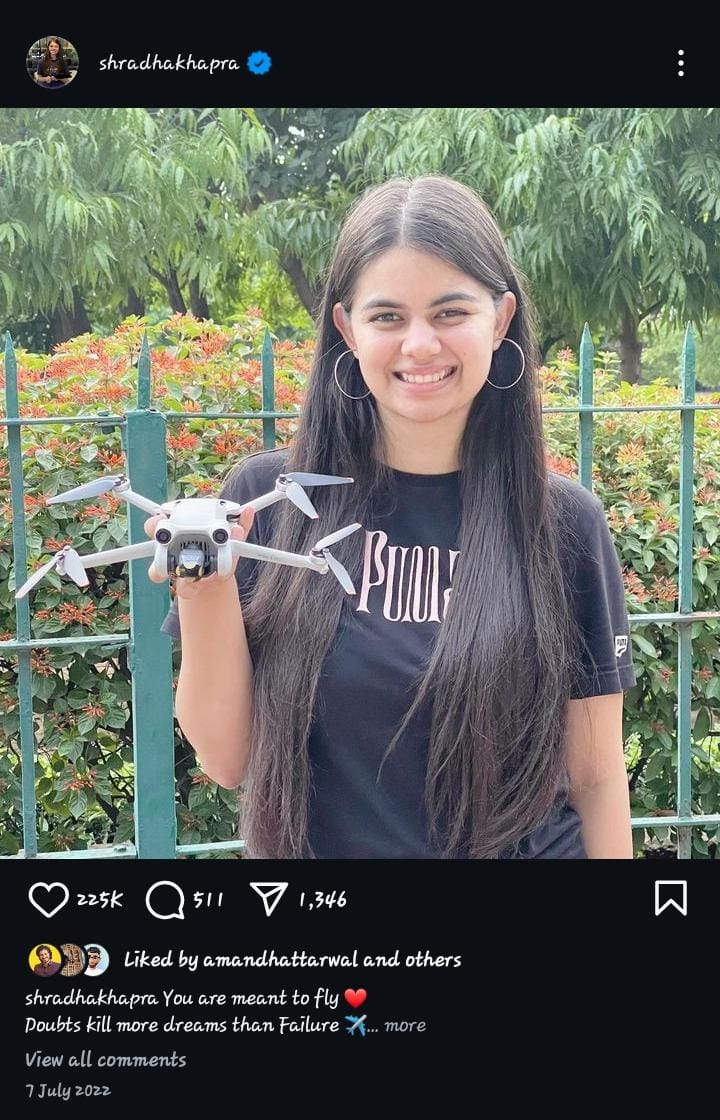 shradhakhapra
PUMA
PUMA
225K 511 1,346
Liked by amandhattarwal and others
shradhakhapra You are meant to fly ❤️
Doubts kill more dreams than Failure ✈️... more
View all comments
7 July 2022